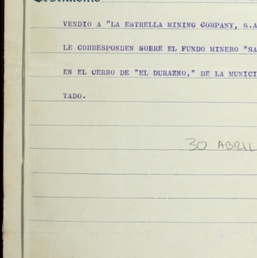 VENDIO A "LA ESTRELLA MINING COMPANY, S.A
LE CORRESPONDEN SOBRE EL FUNDO MINERO "SA
EN EL CERRO DE "EL DURAZNO," DE LA MUNICI
TADO.
30 ABRIL